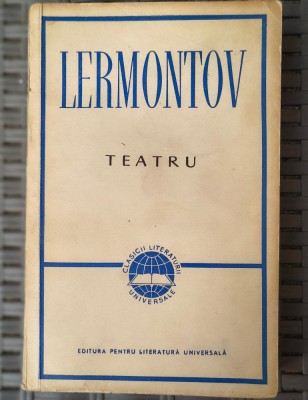 LERMONTOV
TEATRU
CLASICII LITERATURII
UNIVERSALE
EDITURA PENTRU LITERATURĂ UNIVERSALĂ